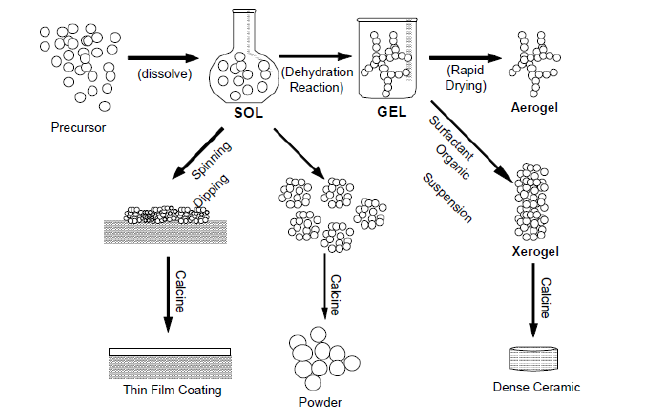 (dissolve)
SOL
(Dehydration
Reaction)
GEL
(Rapid
Drying)
Aerogel
Precursor
Spinning
Dipping
Surfactant
Organic
Suspension
Xerogel
Calcine
Calcine
Calcine
Thin Film Coating
Powder
Dense Ceramic